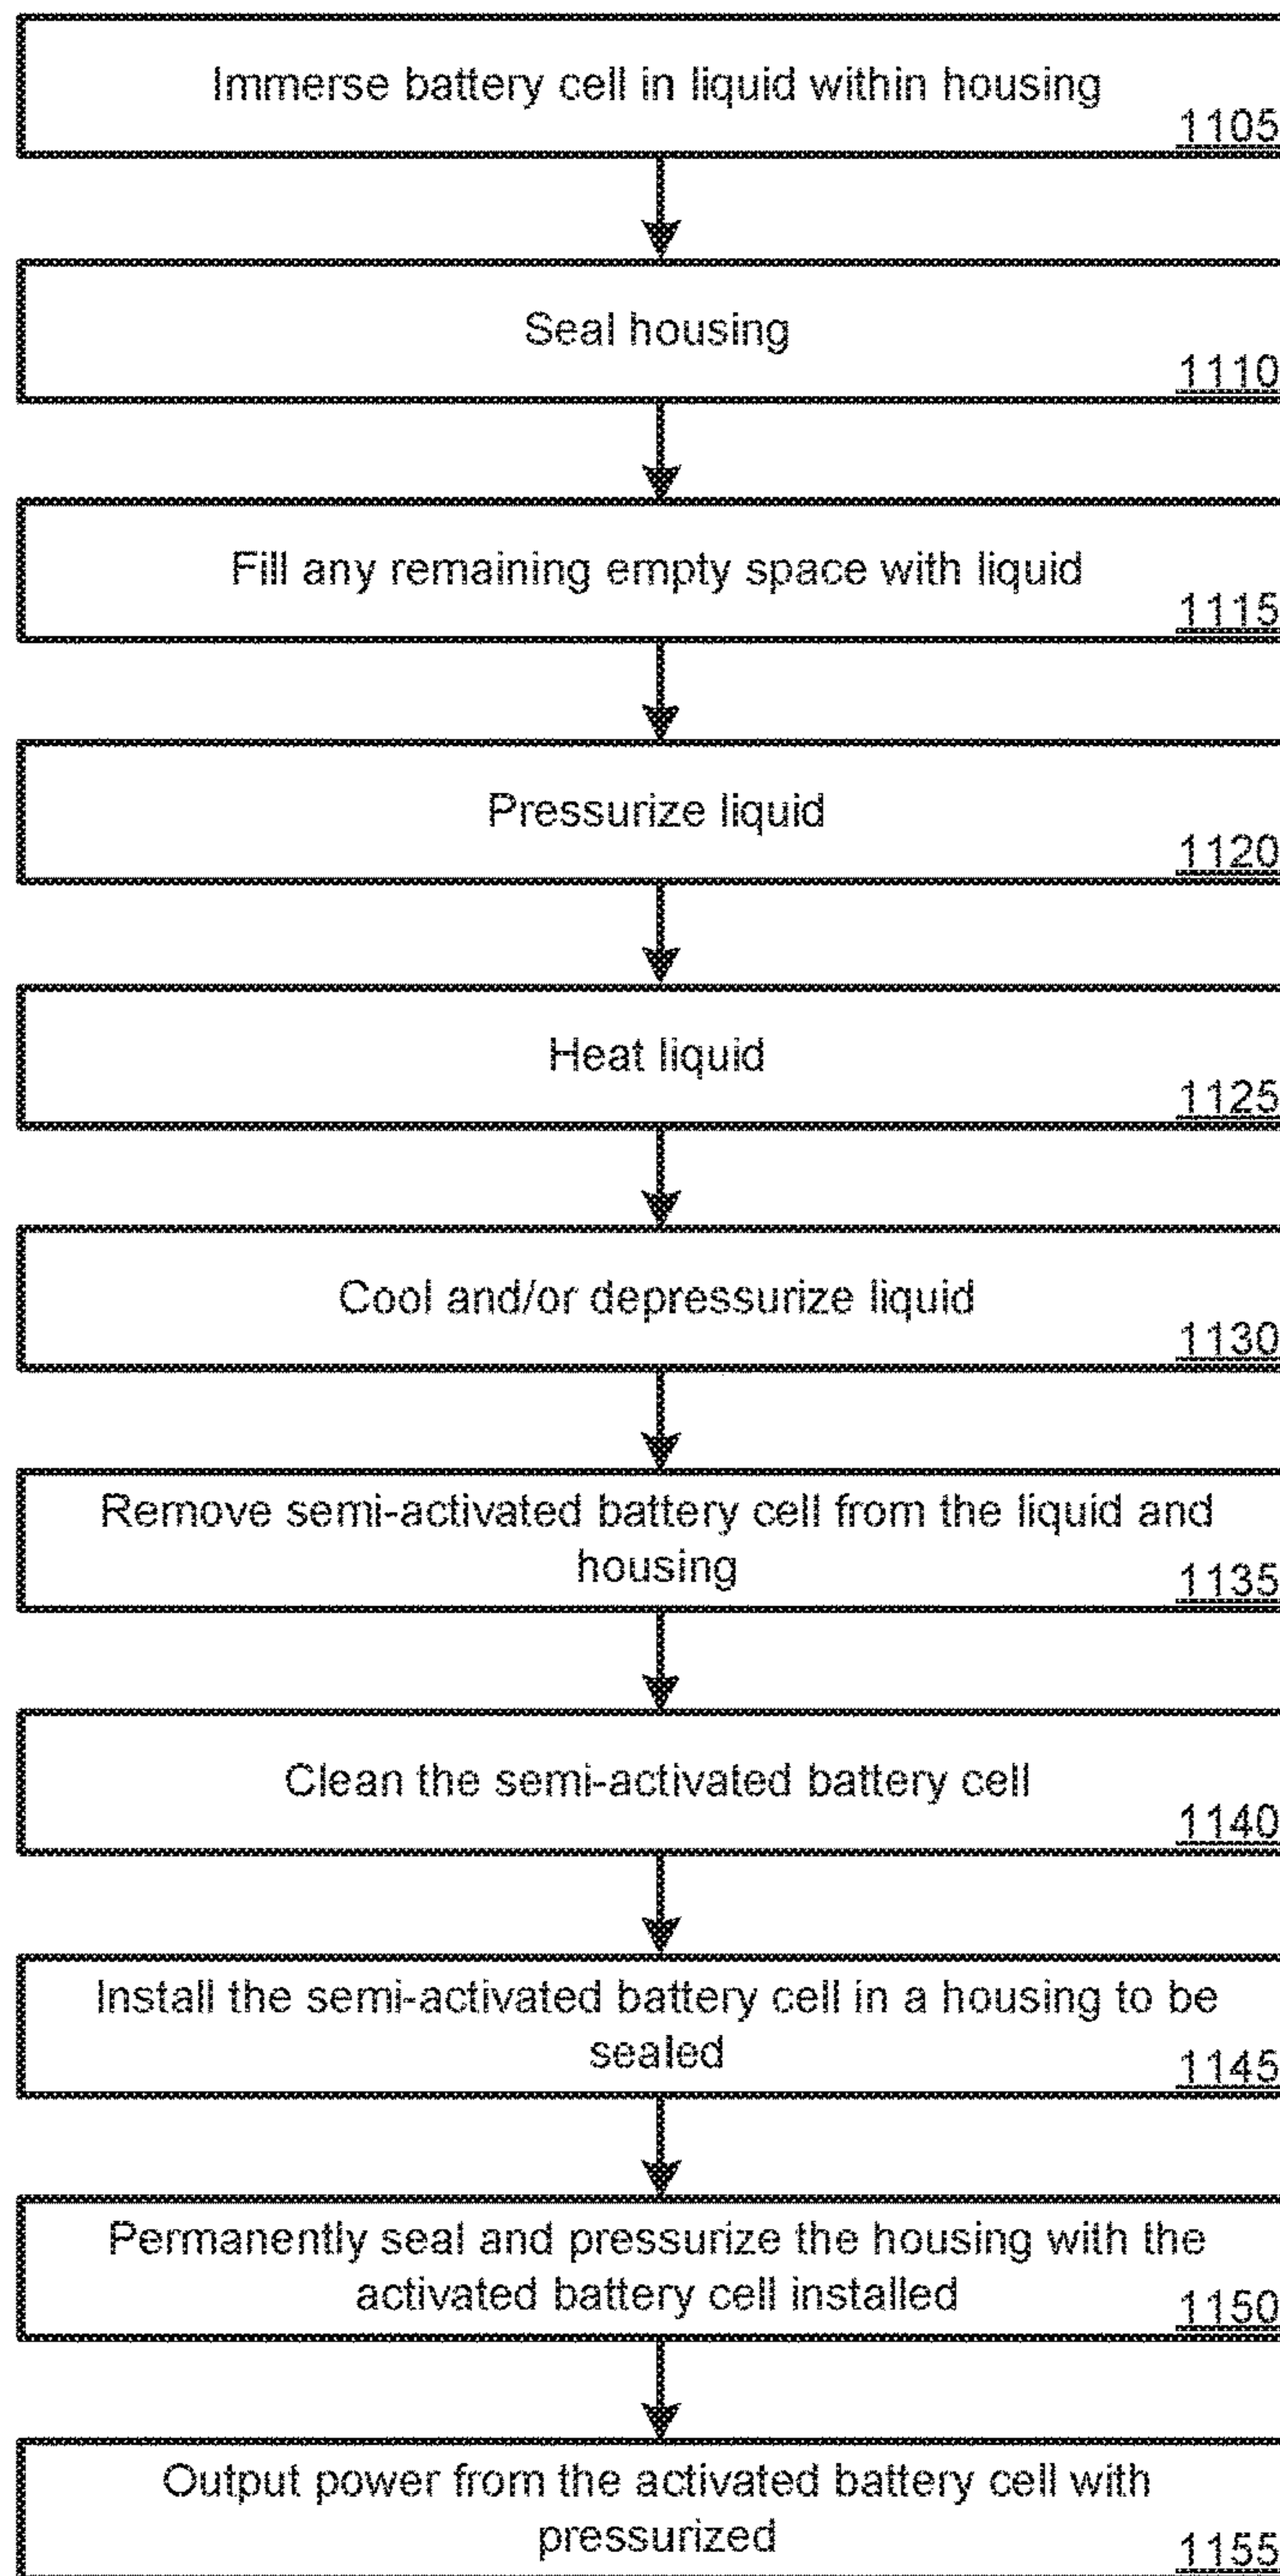 Immerse battery cell in liquid within housing
1105
Seal housing
1110
Fill any remaining empty space with liquid
1115
Pressurize liquid
1120
Heat liquid
1125
Cool and/or depressurize liquid
1130
Remove semi-activated battery cell from the liquid and
housing
1135
Clean the semi-activated battery cell
1140
Install the semi-activated battery cell in a housing to be
sealed
1145
Permanently seal and pressurize the housing with the
activated battery cell installed
1150
Output power from the activated battery cell with
pressurized
1155